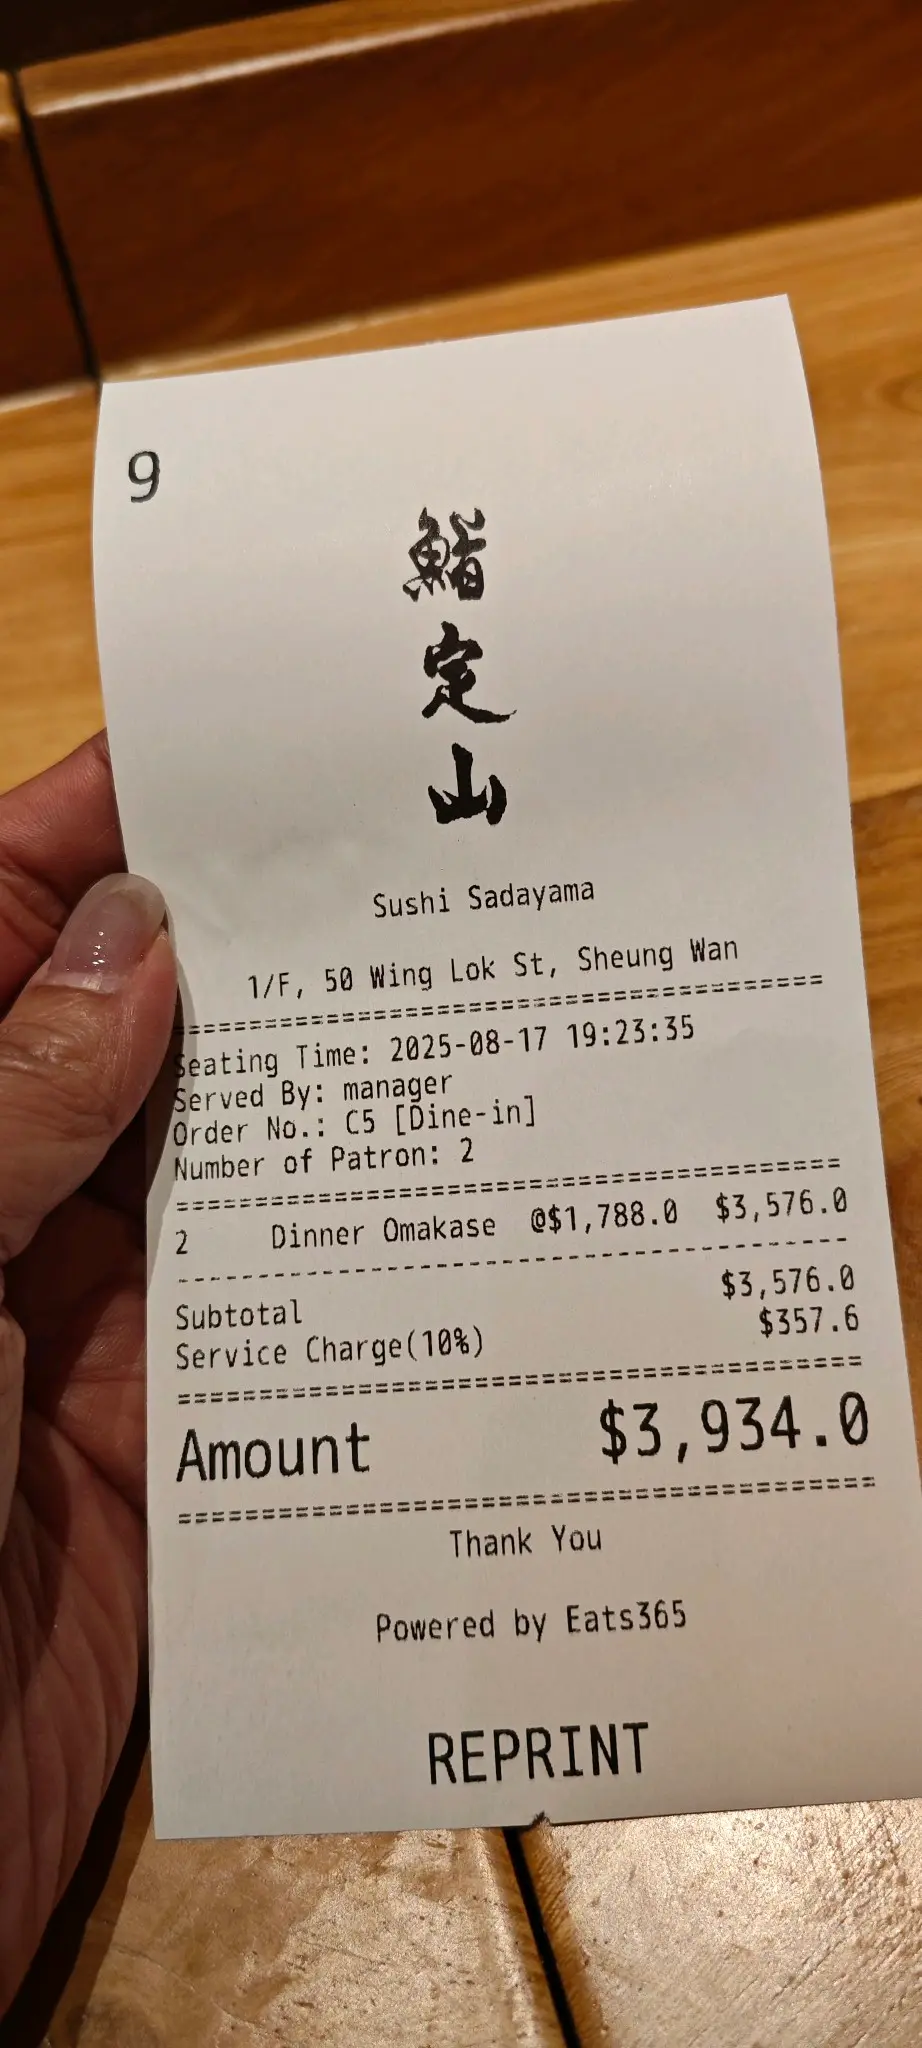 9
鮨
定
山
Sushi Sadayama
1/F, 50 Wing Lok St, Sheung Wan
========================================
Seating Time: 2025-08-17 19:23:35
Served By: manager
Order No.: C5 [Dine-in]
Number of Patron: 2
========================================
2 Dinner Omakase @$1,788.0 $3,576.0
----------------------------------------
Subtotal $3,576.0
Service Charge(10%) $357.6
========================================
Amount $3,934.0
========================================
Thank You
Powered by Eats365
REPRINT